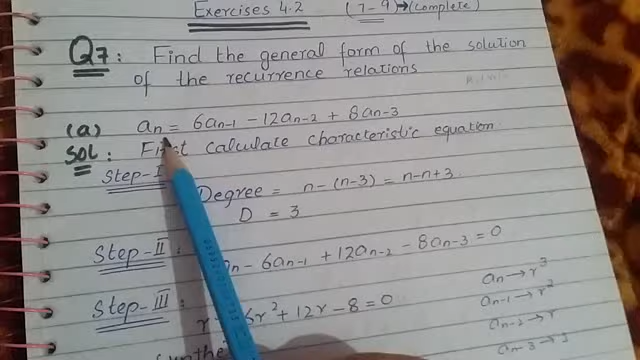 Exercises 4.2 (7-9)→(Complete)
Q7: Find the general form of the solution
of the recurrence relations
(a) aₙ = 6aₙ₋₁ - 12aₙ₋₂ + 8aₙ₋₃
SOL: First calculate characteristic equation.
Step-I
Degree = n-(n-3) = n-n+3.
D = 3
Step-II : - 6aₙ₋₁ + 12aₙ₋₂ - 8aₙ₋₃ = 0
Step-III : 6r² + 12r - 8 = 0
aₙ → r³
aₙ₋₁ → r²
aₙ₋₂ → r
aₙ₋₃ → 1